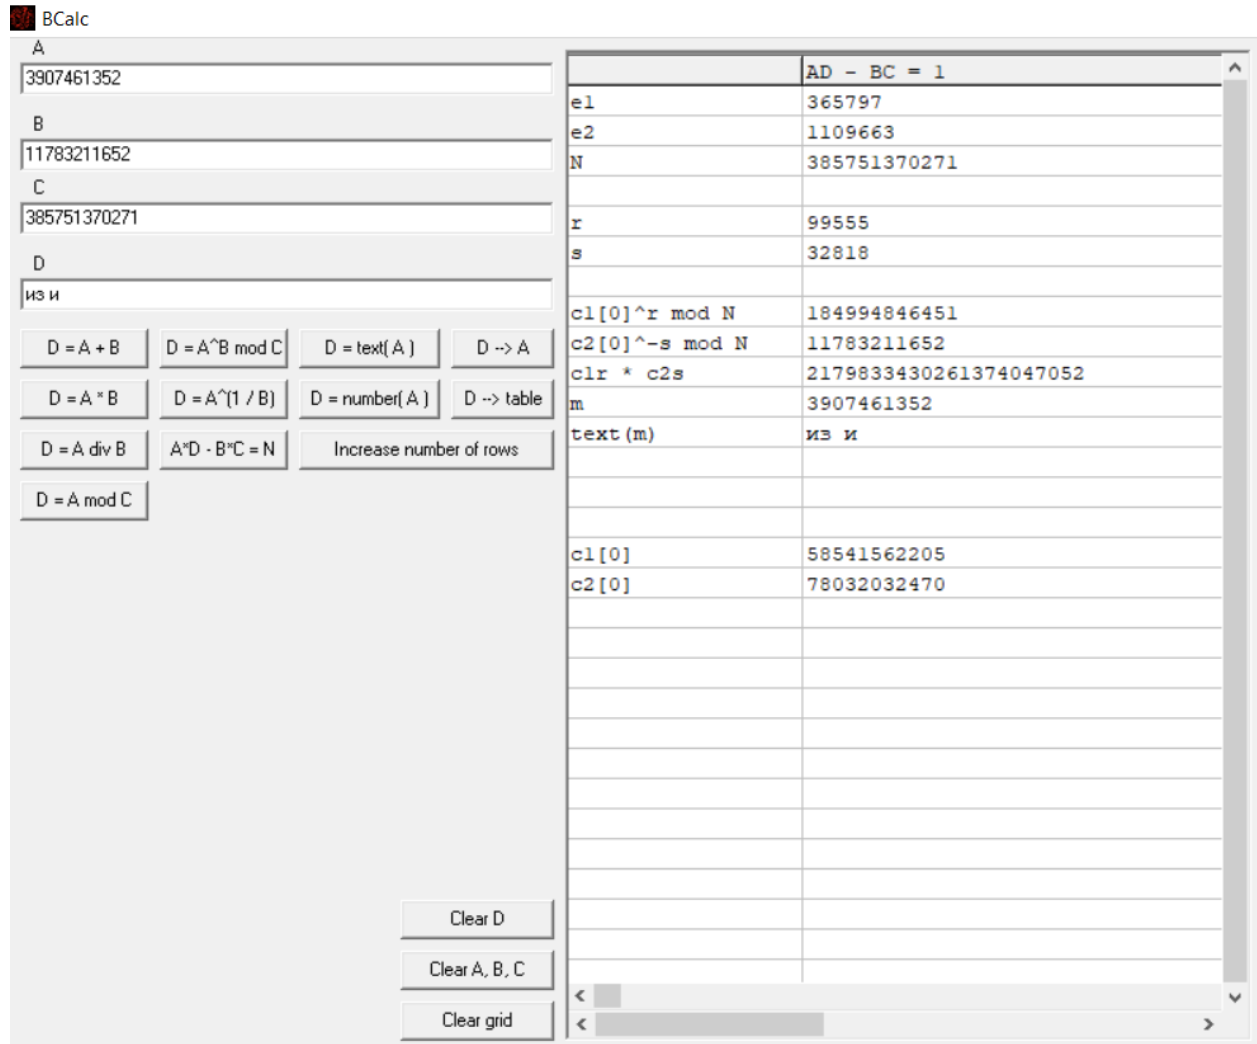 BCalc
A
3907461352
B
11783211652
C
385751370271
D
из и
D = A + B
D = A^B mod C
D = text( A )
D --> A
D = A * B
D = A^(1 / B)
D = number( A )
D --> table
D = A div B
A*D - B*C = N
Increase number of rows
D = A mod C
Clear D
Clear A, B, C
Clear grid
AD - BC = 1
e1 365797
e2 1109663
N 385751370271
r 99555
s 32818
c1[0]^r mod N 184994846451
c2[0]^-s mod N 11783211652
c1r * c2s 2179833430261374047052
m 3907461352
text(m) из и
c1[0] 58541562205
c2[0] 78032032470